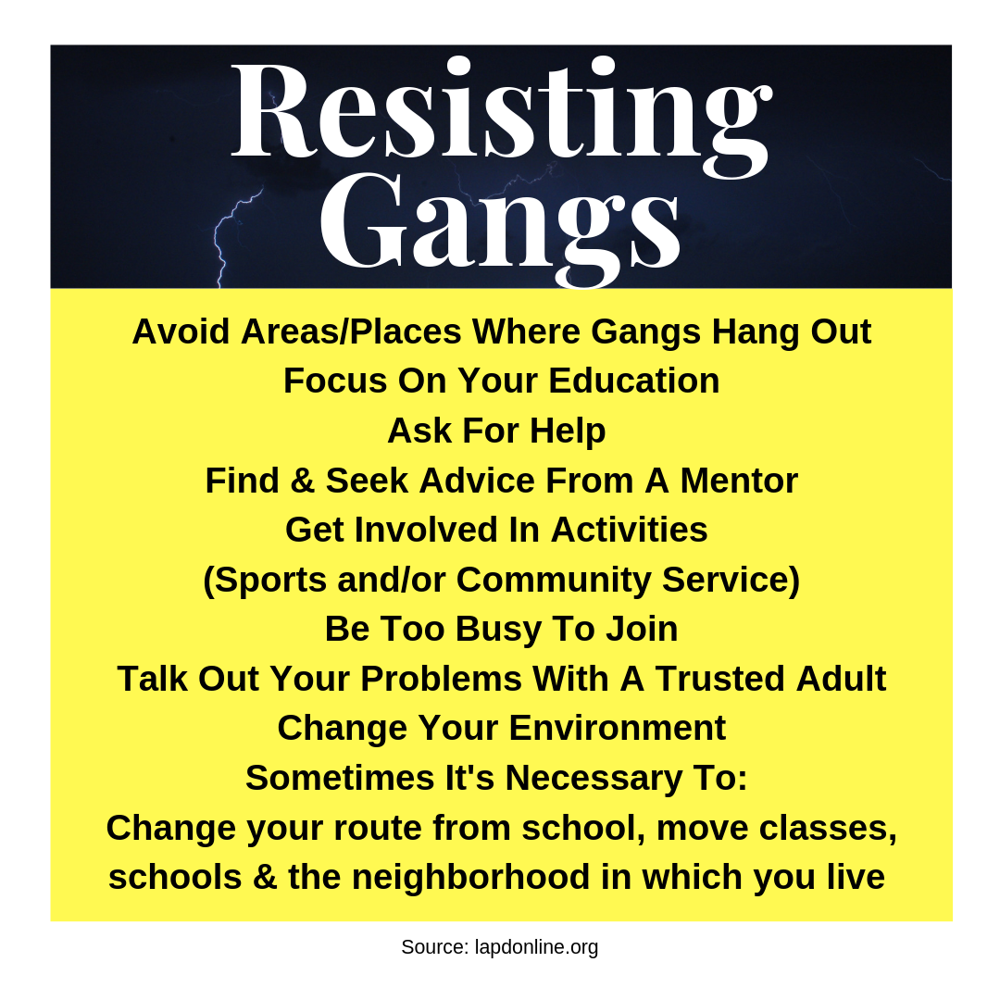 Resisting
Gangs
Avoid Areas/Places Where Gangs Hang Out
Focus On Your Education
Ask For Help
Find & Seek Advice From A Mentor
Get Involved In Activities
(Sports and/or Community Service)
Be Too Busy To Join
Talk Out Your Problems With A Trusted Adult
Change Your Environment
Sometimes It's Necessary To:
Change your route from school, move classes,
schools & the neighborhood in which you live
Source: lapdonline.org